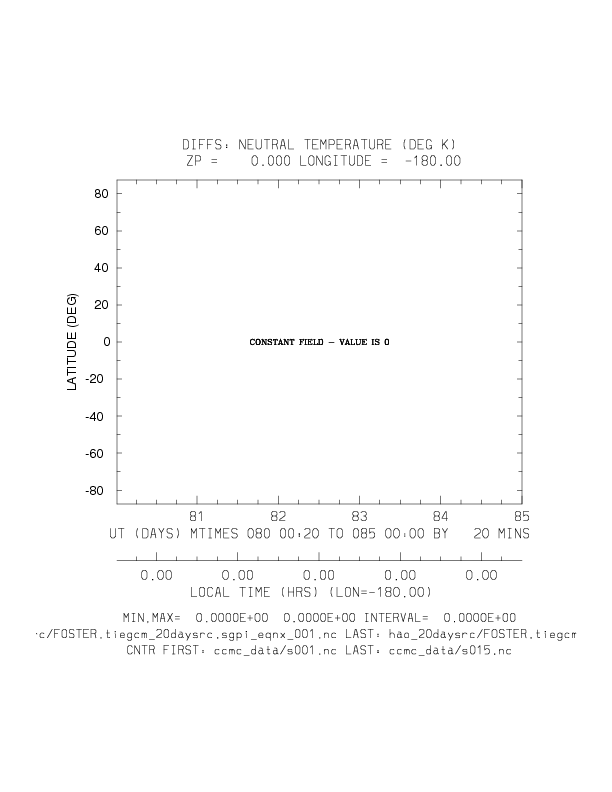 DIFFS: NEUTRAL TEMPERATURE (DEG K)
ZP = 0.000 LONGITUDE = -180.00
80
60
40
20
0
-20
-40
-60
-80
LATITUDE (DEG)
CONSTANT FIELD - VALUE IS 0
81 82 83 84 85
UT (DAYS) MTIMES 080 00:20 TO 085 00:00 BY 20 MINS
0.00 0.00 0.00 0.00 0.00
LOCAL TIME (HRS) (LON=-180.00)
MIN,MAX= 0.0000E+00 0.0000E+00 INTERVAL= 0.0000E+00
c/FOSTER.tiegcm_20daysrc.sgpi_eqnx_001.nc LAST: hao_20daysrc/FOSTER.tiegcm
CNTR FIRST: ccmc_data/s001.nc LAST: ccmc_data/s015.nc